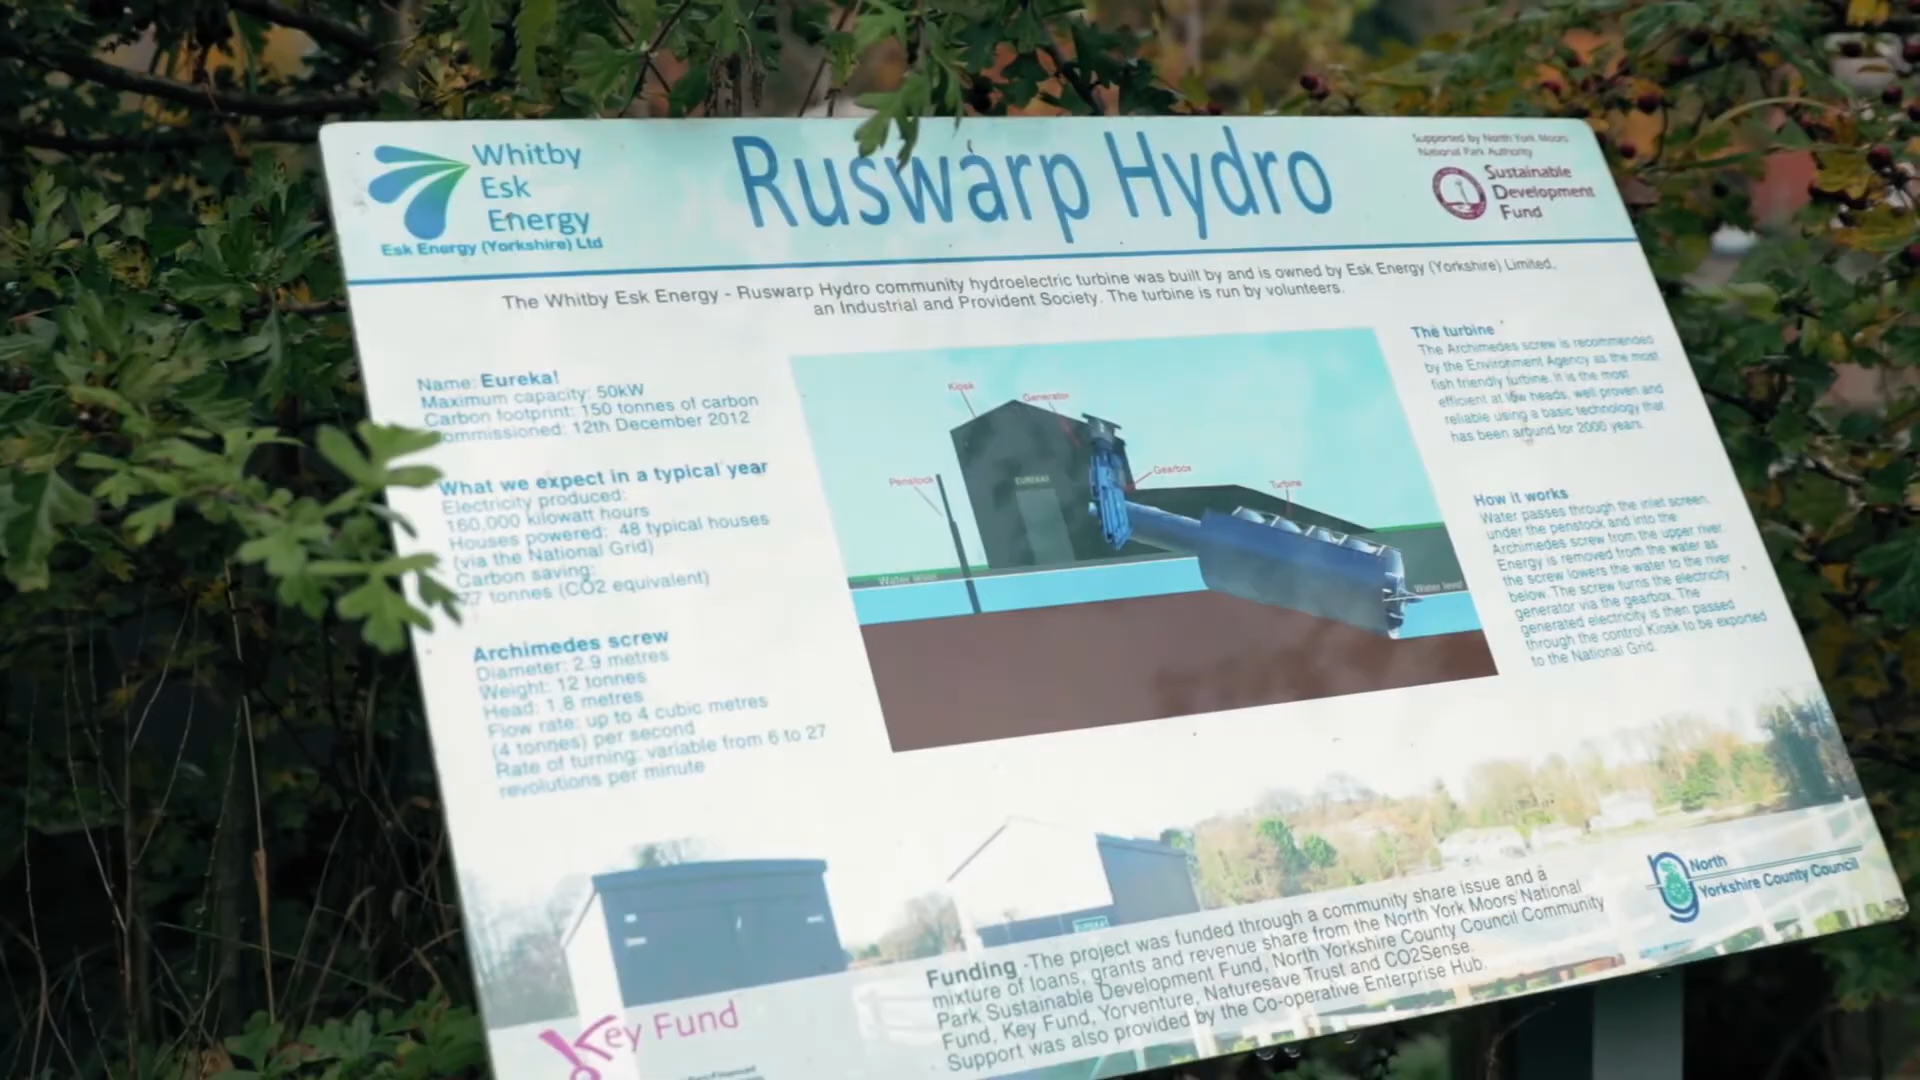 Whitby
Esk
Energy
Esk Energy (Yorkshire) Ltd
Ruswarp Hydro
Supported by North York Moors
National Park Authority
Sustainable
Development
Fund
The Whitby Esk Energy - Ruswarp Hydro community hydroelectric turbine was built by and is owned by Esk Energy (Yorkshire) Limited,
an Industrial and Provident Society. The turbine is run by volunteers.
Name: Eureka!
Maximum capacity: 50kW
Carbon footprint: 150 tonnes of carbon
ommissioned: 12th December 2012
What we expect in a typical year
Electricity produced:
160,000 kilowatt hours
Houses powered: 48 typical houses
(via the National Grid)
Carbon saving:
77 tonnes (CO2 equivalent)
Archimedes screw
Diameter: 2.9 metres
Weight: 12 tonnes
Head: 1.8 metres
Flow rate: up to 4 cubic metres
(4 tonnes) per second
Rate of turning: variable from 6 to 27
revolutions per minute
Kiosk
Generator
Penstock
EUREKA!
Gearbox
Turbine
Water level
Water level
The turbine
The Archimedes screw is recommended
by the Environment Agency as the most
fish friendly turbine. It is the most
efficient at low heads, well proven and
reliable using a basic technology that
has been around for 2000 years.
How it works
Water passes through the inlet screen,
under the penstock and into the
Archimedes screw from the upper river.
Energy is removed from the water as
the screw lowers the water to the river
below. The screw turns the electricity
generator via the gearbox. The
generated electricity is then passed
through the control Kiosk to be exported
to the National Grid.
EUREKA!
Funding -The project was funded through a community share issue and a
mixture of loans, grants and revenue share from the North York Moors National
Park Sustainable Development Fund, North Yorkshire County Council Community
Fund, Key Fund, Yorventure, Naturesave Trust and CO2Sense.
Support was also provided by the Co-operative Enterprise Hub.
Key Fund
North
Yorkshire County Council